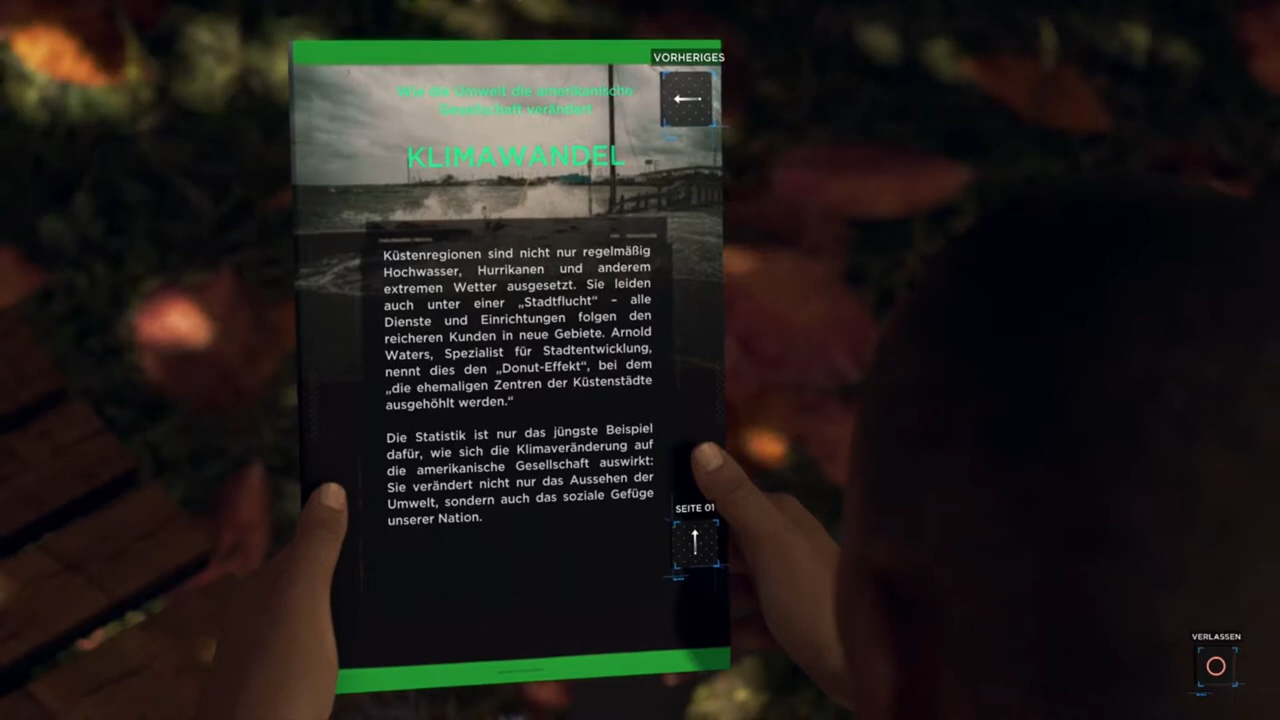 VORHERIGES
Wie die Umwelt die amerikanische
Gesellschaft verändert
KLIMAWANDEL
Küstenregionen sind nicht nur regelmäßig
Hochwasser, Hurrikanen und anderem
extremen Wetter ausgesetzt. Sie leiden
auch unter einer „Stadtflucht“ – alle
Dienste und Einrichtungen folgen den
reicheren Kunden in neue Gebiete. Arnold
Waters, Spezialist für Stadtentwicklung,
nennt dies den „Donut-Effekt“, bei dem
„die ehemaligen Zentren der Küstenstädte
ausgehöhlt werden.“
Die Statistik ist nur das jüngste Beispiel
dafür, wie sich die Klimaveränderung auf
die amerikanische Gesellschaft auswirkt:
Sie verändert nicht nur das Aussehen der
Umwelt, sondern auch das soziale Gefüge
unserer Nation.
SEITE 01
VERLASSEN